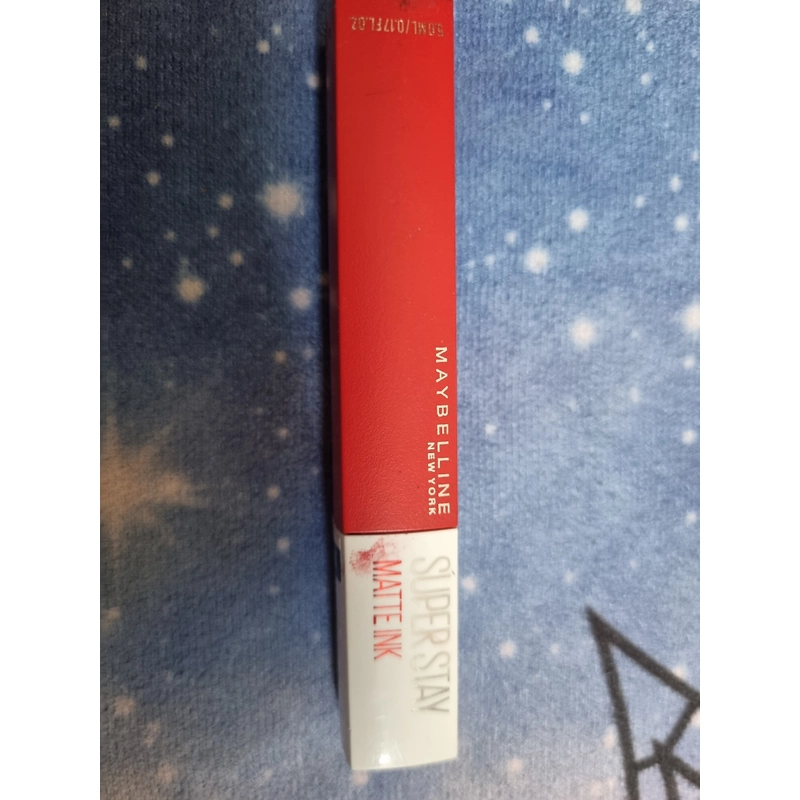 5.0 ML/0.17 FL.OZ
MAYBELLINE
NEW YORK
SUPER STAY
MATTE INK